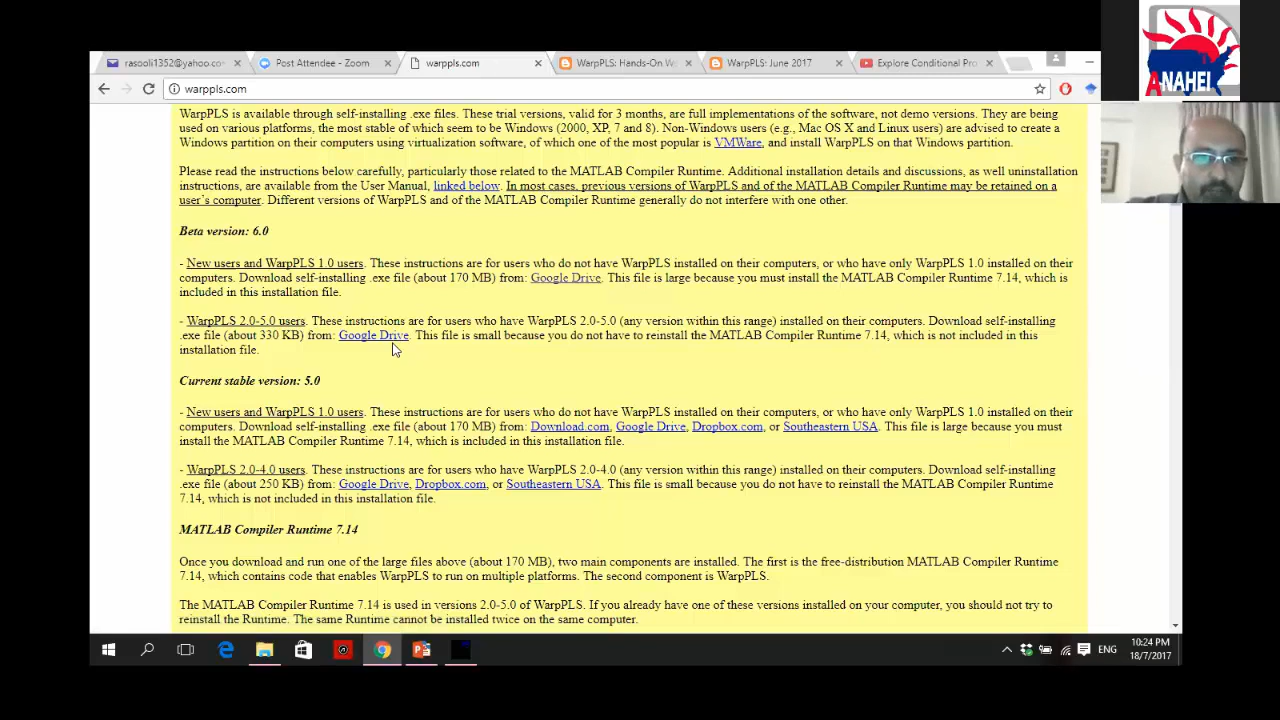 rasooli1352@yahoo.co
Post Attendee - Zoom
warppls.com
WarpPLS: Hands-On W
WarpPLS: June 2017
Explore Conditional Pro
warppls.com
ANAHEI
WarpPLS is available through self-installing .exe files. These trial versions, valid for 3 months, are full implementations of the software, not demo versions. They are being
used on various platforms, the most stable of which seem to be Windows (2000, XP, 7 and 8). Non-Windows users (e.g., Mac OS X and Linux users) are advised to create a
Windows partition on their computers using virtualization software, of which one of the most popular is VMWare, and install WarpPLS on that Windows partition.
Please read the instructions below carefully, particularly those related to the MATLAB Compiler Runtime. Additional installation details and discussions, as well uninstallation
instructions, are available from the User Manual, linked below. In most cases, previous versions of WarpPLS and of the MATLAB Compiler Runtime may be retained on a
user's computer. Different versions of WarpPLS and of the MATLAB Compiler Runtime generally do not interfere with one other.
Beta version: 6.0
- New users and WarpPLS 1.0 users. These instructions are for users who do not have WarpPLS installed on their computers, or who have only WarpPLS 1.0 installed on their
computers. Download self-installing .exe file (about 170 MB) from: Google Drive. This file is large because you must install the MATLAB Compiler Runtime 7.14, which is
included in this installation file.
- WarpPLS 2.0-5.0 users. These instructions are for users who have WarpPLS 2.0-5.0 (any version within this range) installed on their computers. Download self-installing
.exe file (about 330 KB) from: Google Drive. This file is small because you do not have to reinstall the MATLAB Compiler Runtime 7.14, which is not included in this
installation file.
Current stable version: 5.0
- New users and WarpPLS 1.0 users. These instructions are for users who do not have WarpPLS installed on their computers, or who have only WarpPLS 1.0 installed on their
computers. Download self-installing .exe file (about 170 MB) from: Download.com, Google Drive, Dropbox.com, or Southeastern USA. This file is large because you must
install the MATLAB Compiler Runtime 7.14, which is included in this installation file.
- WarpPLS 2.0-4.0 users. These instructions are for users who have WarpPLS 2.0-4.0 (any version within this range) installed on their computers. Download self-installing
.exe file (about 250 KB) from: Google Drive, Dropbox.com, or Southeastern USA. This file is small because you do not have to reinstall the MATLAB Compiler Runtime
7.14, which is not included in this installation file.
MATLAB Compiler Runtime 7.14
Once you download and run one of the large files above (about 170 MB), two main components are installed. The first is the free-distribution MATLAB Compiler Runtime
7.14, which contains code that enables WarpPLS to run on multiple platforms. The second component is WarpPLS.
The MATLAB Compiler Runtime 7.14 is used in versions 2.0-5.0 of WarpPLS. If you already have one of these versions installed on your computer, you should not try to
reinstall the Runtime. The same Runtime cannot be installed twice on the same computer.
ENG
10:24 PM
18/7/2017